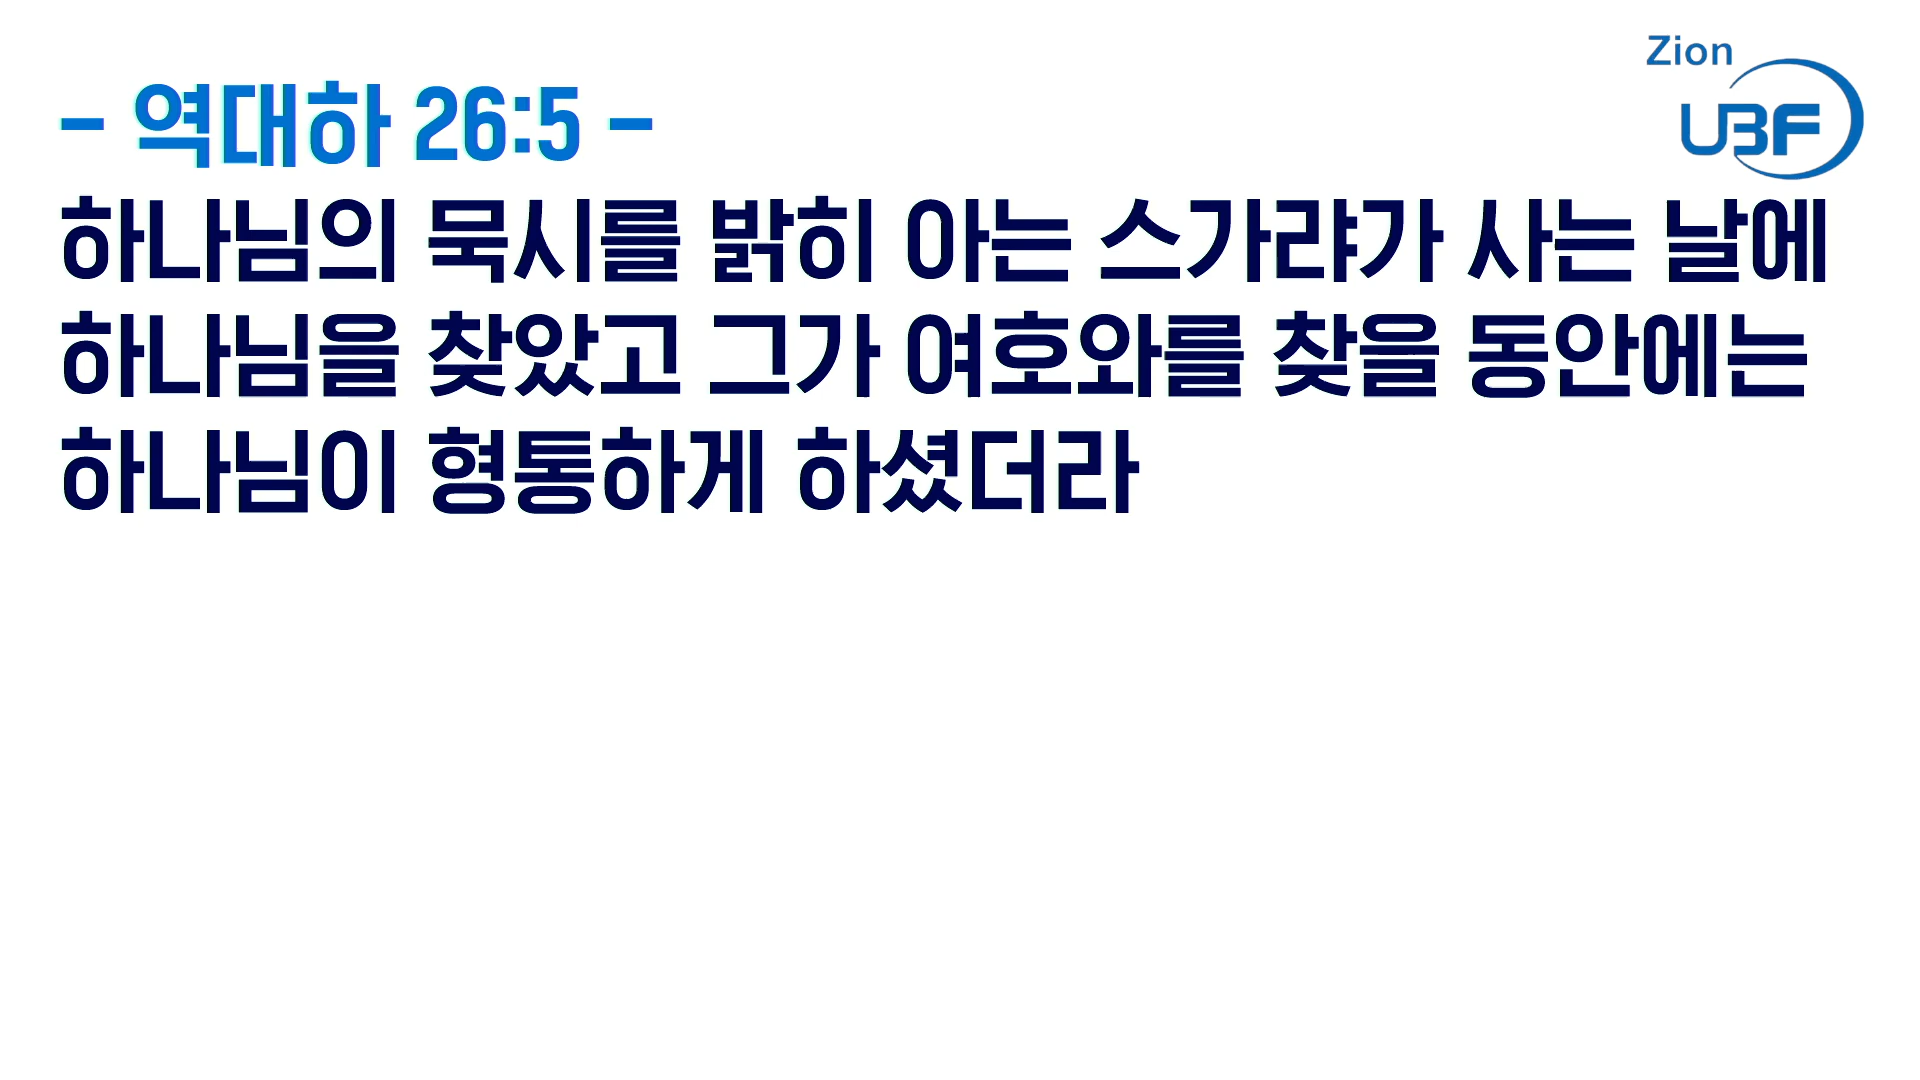 Zion
UBF
- 역대하 26:5 -
하나님의 묵시를 밝히 아는 스가랴가 사는 날에
하나님을 찾았고 그가 여호와를 찾을 동안에는
하나님이 형통하게 하셨더라